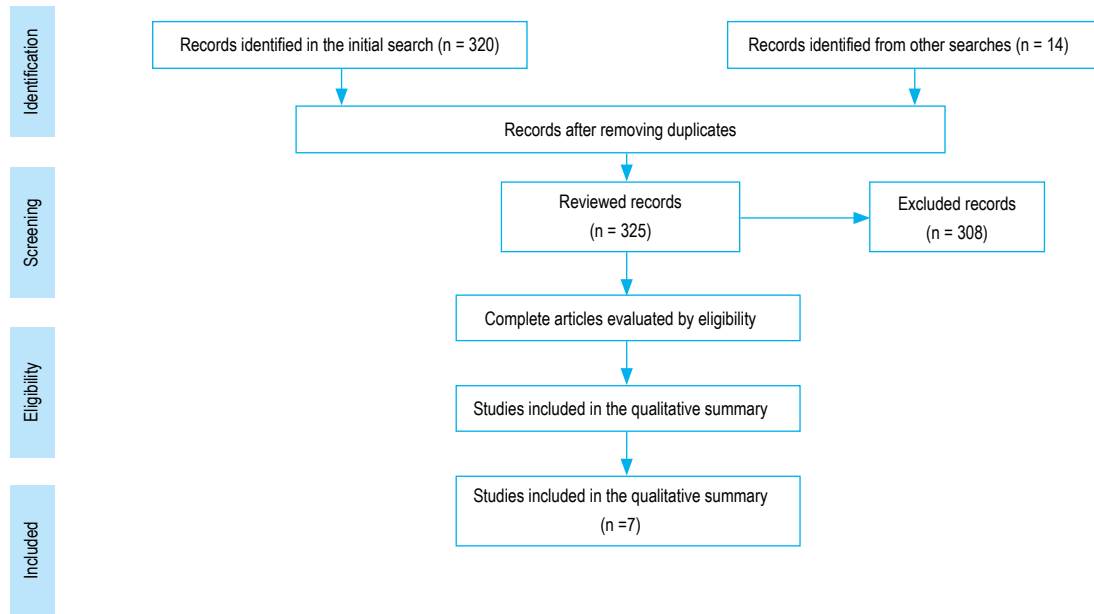 Identification
Records identified in the initial search (n = 320)
Records identified from other searches (n = 14)
Records after removing duplicates
Screening
Reviewed records
(n = 325)
Excluded records
(n = 308)
Complete articles evaluated by eligibility
Eligibility
Studies included in the qualitative summary
Included
Studies included in the qualitative summary
(n =7)